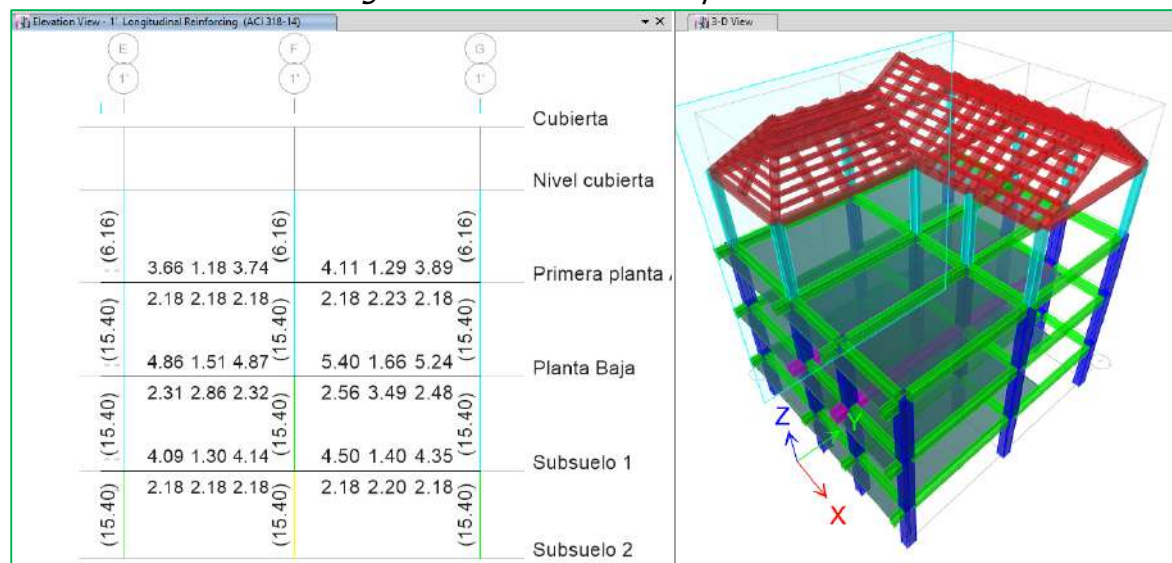 Elevation View - 1' Longitudinal Reinforcing (ACI 318-14)
3-D View
E F G
1' 1' 1'
Cubierta
Nivel cubierta
(6.16) (6.16) (6.16)
3.66 1.18 3.74 4.11 1.29 3.89
Primera planta
2.18 2.18 2.18 2.18 2.23 2.18
(15.40) (15.40) (15.40)
4.86 1.51 4.87 5.40 1.66 5.24
Planta Baja
2.31 2.86 2.32 2.56 3.49 2.48
(15.40) (15.40) (15.40)
4.09 1.30 4.14 4.50 1.40 4.35
Subsuelo 1
2.18 2.18 2.18 2.18 2.20 2.18
(15.40) (15.40) (15.40)
Subsuelo 2
Z
Y
X